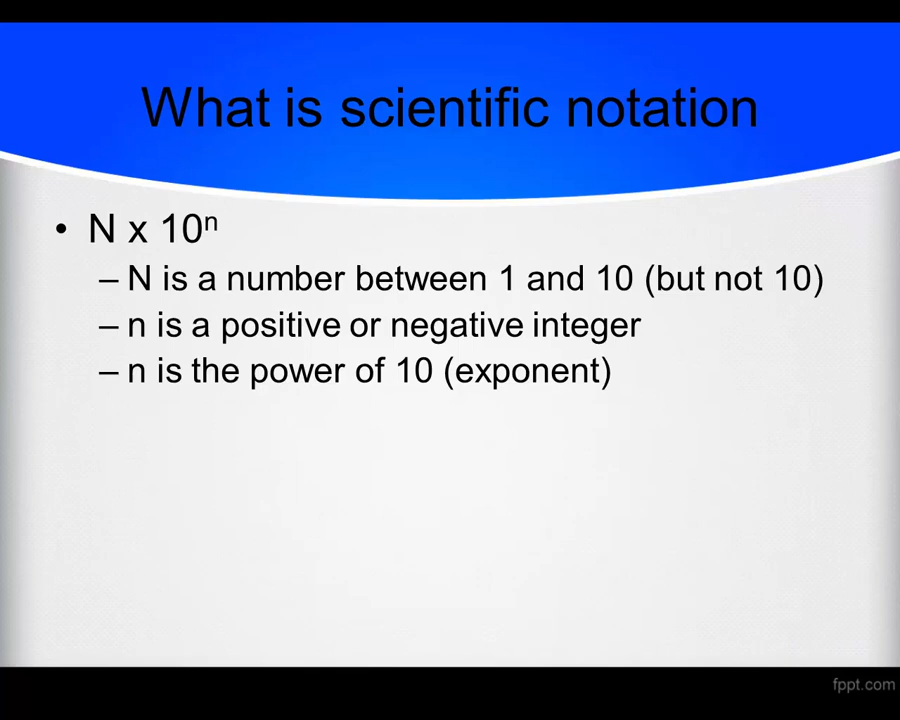 What is scientific notation
• N x 10ⁿ
– N is a number between 1 and 10 (but not 10)
– n is a positive or negative integer
– n is the power of 10 (exponent)
fppt.com